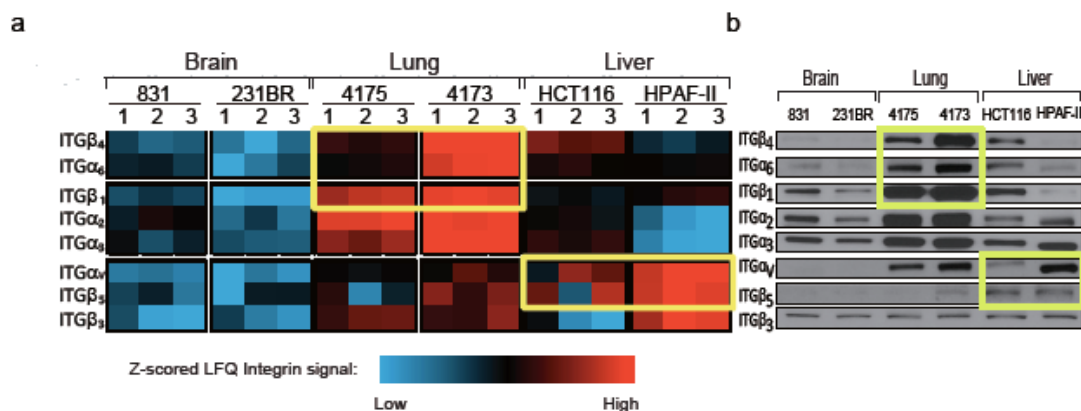 a
Brain Lung Liver
831 231BR 4175 4173 HCT116 HPAF-II
1 2 3 1 2 3 1 2 3 1 2 3 1 2 3 1 2 3
ITGβ4
ITGα6
ITGβ1
ITGα2
ITGα3
ITGαv
ITGβ5
ITGβ3
Z-scored LFQ Integrin signal:
Low High
b
Brain Lung Liver
831 231BR 4175 4173 HCT116 HPAF-II
ITGβ4
ITGα6
ITGβ1
ITGα2
ITGα3
ITGαV
ITGβ5
ITGβ3